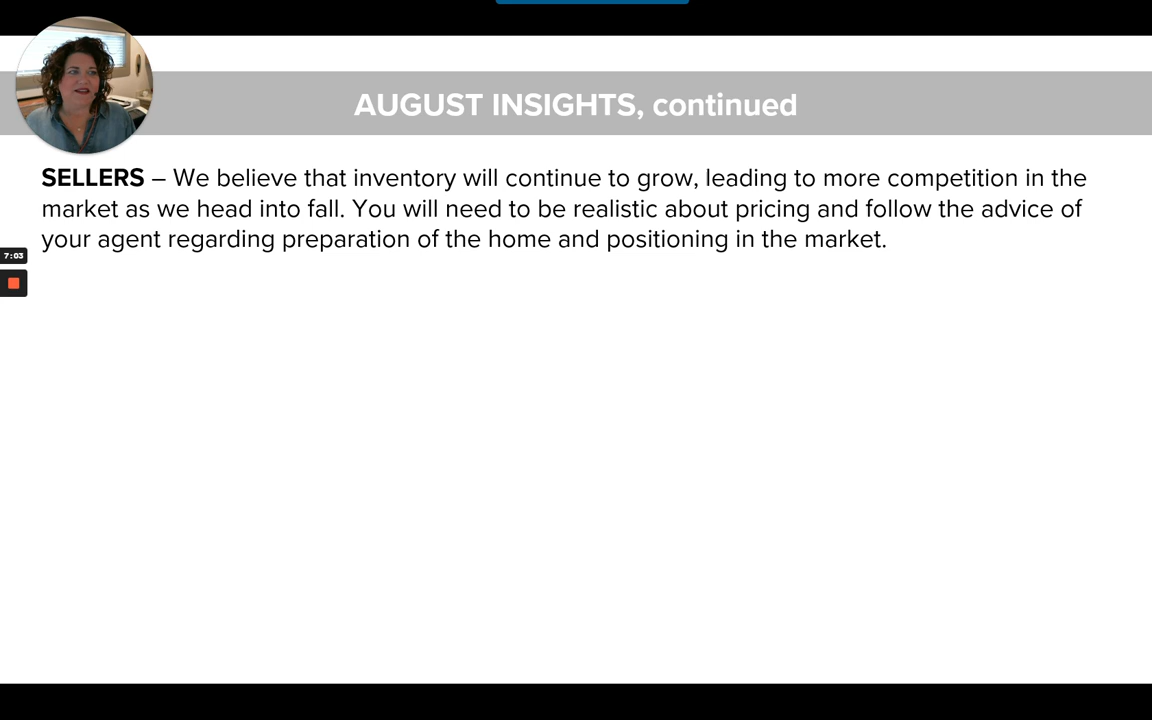 AUGUST INSIGHTS, continued
SELLERS – We believe that inventory will continue to grow, leading to more competition in the
market as we head into fall. You will need to be realistic about pricing and follow the advice of
your agent regarding preparation of the home and positioning in the market.
7:03